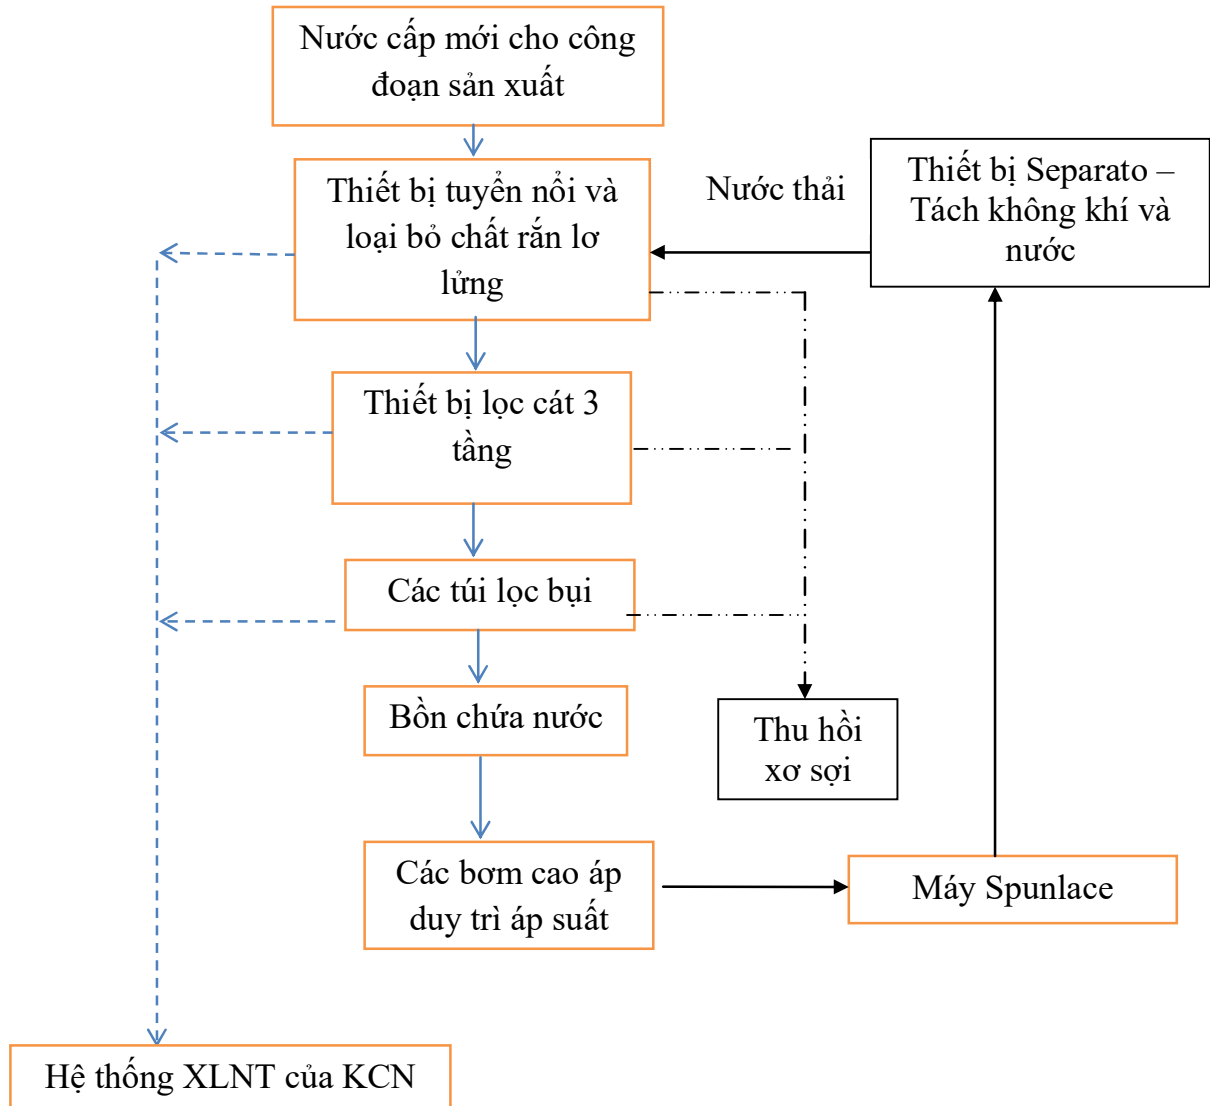 Nước cấp mới cho công
đoạn sản xuất
Thiết bị tuyển nổi và
loại bỏ chất rắn lơ
lửng
Nước thải
Thiết bị Separato –
Tách không khí và
nước
Thiết bị lọc cát 3
tầng
Các túi lọc bụi
Bồn chứa nước
Thu hồi
xơ sợi
Các bơm cao áp
duy trì áp suất
Máy Spunlace
Hệ thống XLNT của KCN